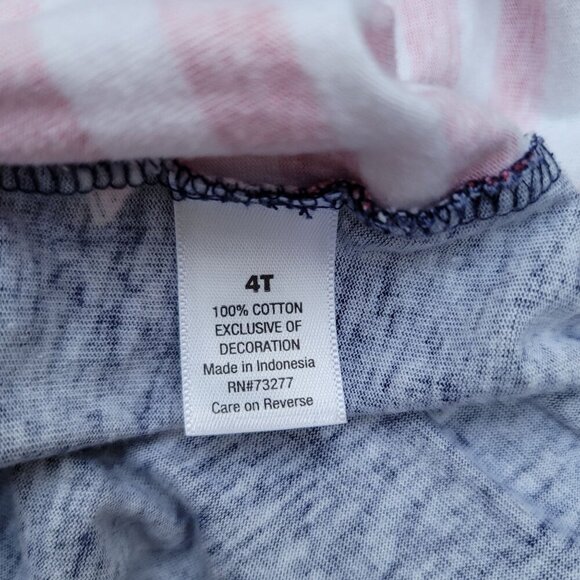 4T
100% COTTON
EXCLUSIVE OF
DECORATION
Made in Indonesia
RN#73277
Care on Reverse